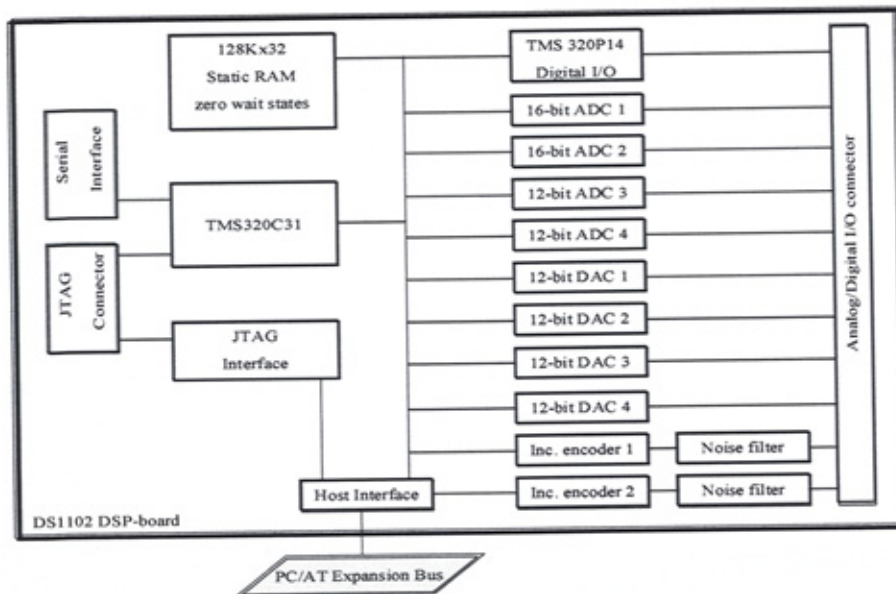 128Kx32
Static RAM
zero wait states
TMS 320P14
Digital I/O
16-bit ADC 1
16-bit ADC 2
12-bit ADC 3
12-bit ADC 4
12-bit DAC 1
12-bit DAC 2
12-bit DAC 3
12-bit DAC 4
Inc. encoder 1
Noise filter
Inc. encoder 2
Noise filter
Analog/Digital I/O connector
Serial
Interface
TMS320C31
JTAG
Connector
JTAG
Interface
Host Interface
DS1102 DSP-board
PC/AT Expansion Bus